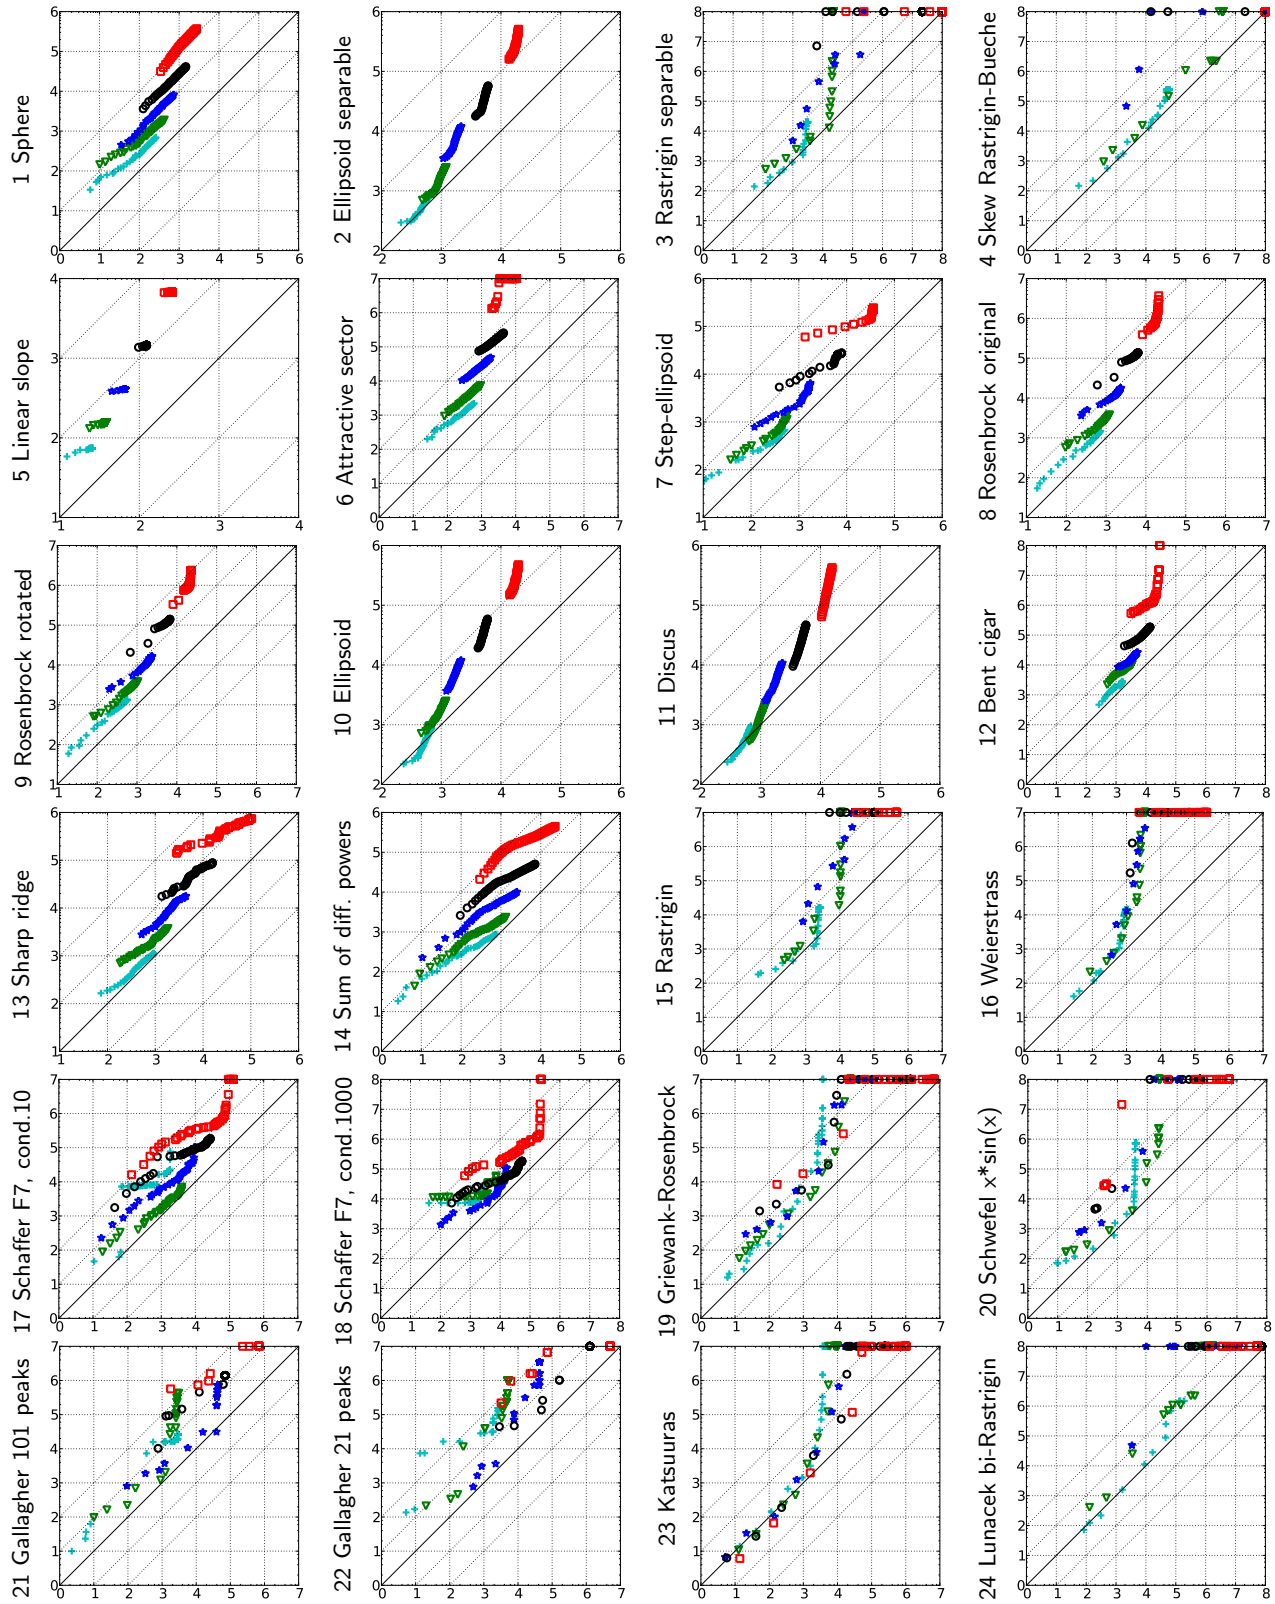 1 Sphere
2 Ellipsoid separable
3 Rastrigin separable
4 Skew Rastrigin-Bueche
5 Linear slope
6 Attractive sector
7 Step-ellipsoid
8 Rosenbrock original
9 Rosenbrock rotated
10 Ellipsoid
11 Discus
12 Bent cigar
13 Sharp ridge
14 Sum of diff. powers
15 Rastrigin
16 Weierstrass
17 Schaffer F7, cond.10
18 Schaffer F7, cond.1000
19 Griewank-Rosenbrock
20 Schwefel x*sin(x)
21 Gallagher 101 peaks
22 Gallagher 21 peaks
23 Katsuuras
24 Lunacek bi-Rastrigin